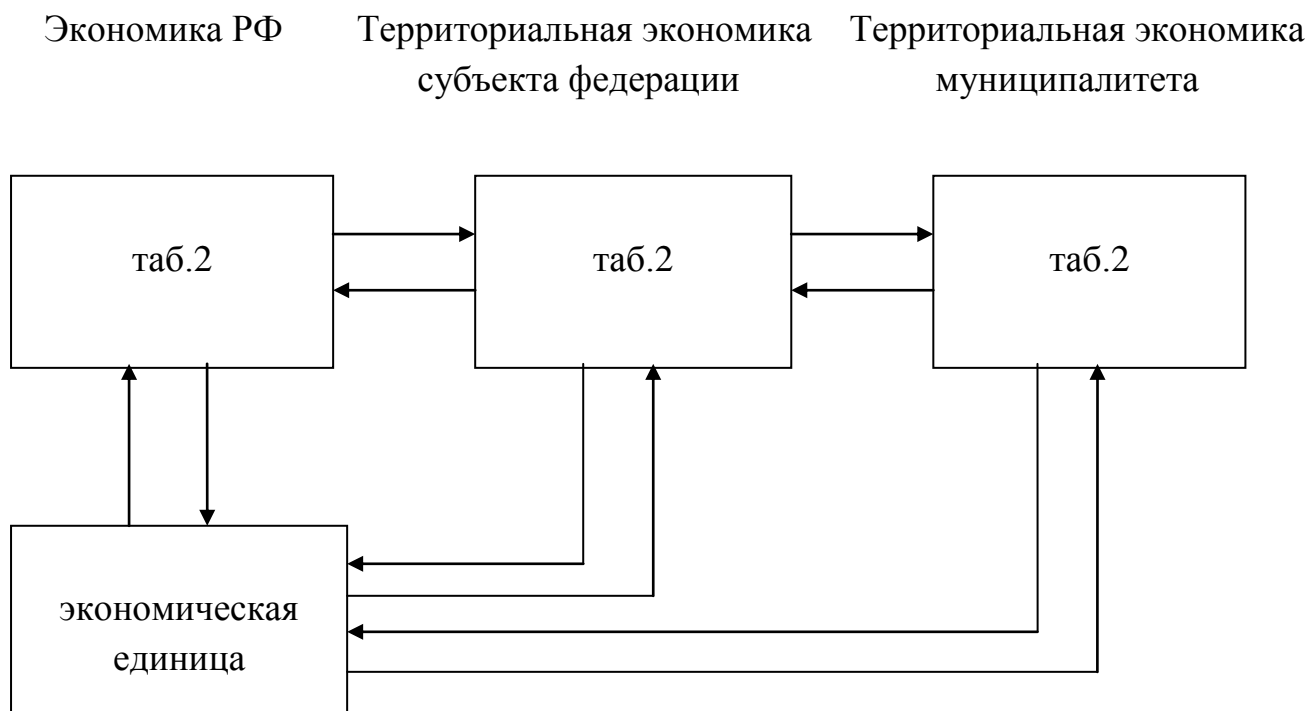 Экономика РФ
Территориальная экономика
субъекта федерации
Территориальная экономика
муниципалитета
таб.2
таб.2
таб.2
экономическая
единица